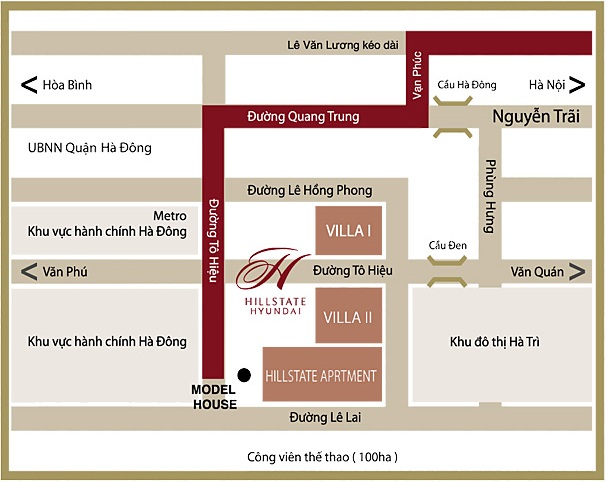 Lê Văn Lương kéo dài
Vạn Phúc
Hòa Bình
Cầu Hà Đông
Hà Nội
Đường Quang Trung
Nguyễn Trãi
UBNN Quận Hà Đông
Phùng Hưng
Đường Lê Hồng Phong
Đường Tô Hiệu
Metro
Khu vực hành chính Hà Đông
VILLA I
Cầu Đen
Văn Phú
H
Đường Tô Hiệu
Văn Quán
HILLSTATE
HYUNDAI
VILLA II
Khu vực hành chính Hà Đông
Khu đô thị Hà Trì
HILLSTATE APRTMENT
MODEL
HOUSE
Đường Lê Lai
Công viên thể thao ( 100ha )